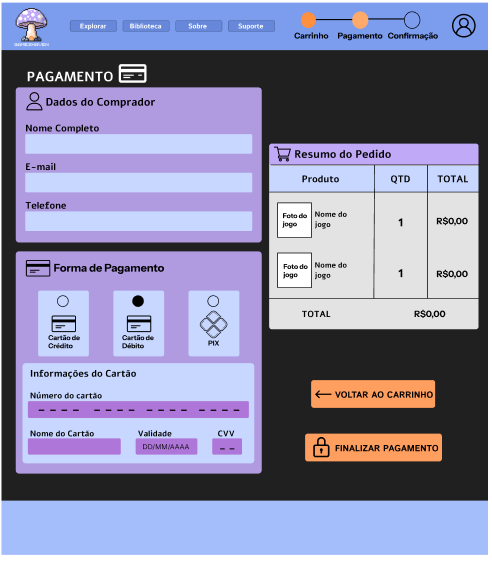 Explorar
Biblioteca
Sobre
Suporte
Carrinho
Pagamento
Confirmação
PAGAMENTO
Dados do Comprador
Nome Completo
E-mail
Telefone
Resumo do Pedido
Produto QTD TOTAL
Foto do
jogo
Nome do
jogo
1
R$0,00
Foto do
jogo
Nome do
jogo
1
R$0,00
TOTAL R$0,00
Forma de Pagamento
Cartão de
Crédito
Cartão de
Débito
PIX
Informações do Cartão
Número do cartão
_ _ _ _ _ _ _ _ _ _ _ _ _ _ _ _
Nome do Cartão
Validade
CVV
DD/MM/AAAA
_ _
VOLTAR AO CARRINHO
FINALIZAR PAGAMENTO